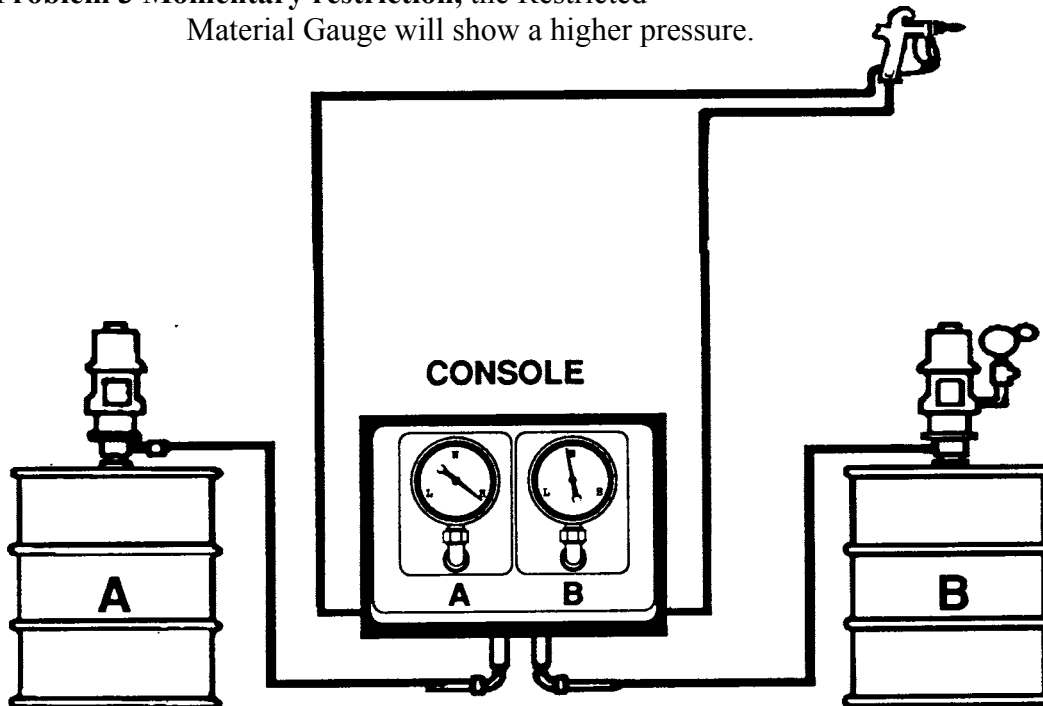 Problem 3 Momentary restriction, the Restricted
Material Gauge will show a higher pressure.
CONSOLE
N
L
N
L
A
B
A
B